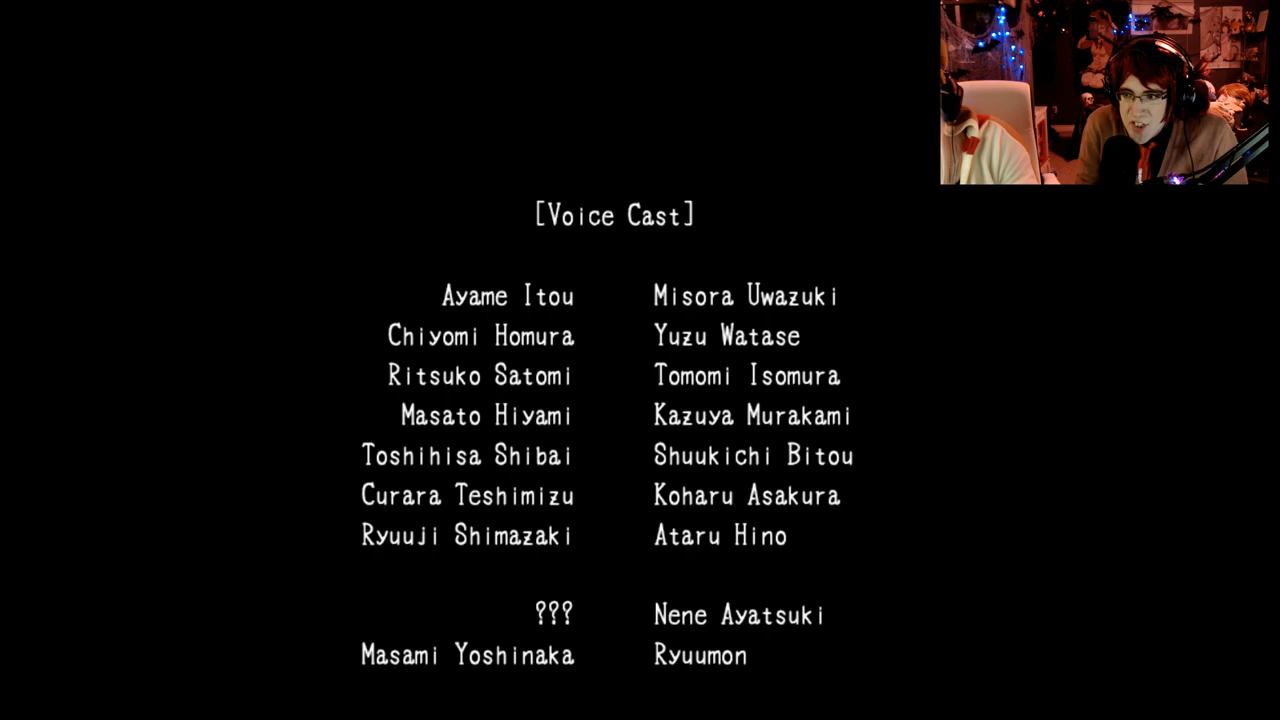 [Voice Cast]
Ayame Itou Misora Uwazuki
Chiyomi Homura Yuzu Watase
Ritsuko Satomi Tomomi Isomura
Masato Hiyami Kazuya Murakami
Toshihisa Shibai Shuukichi Bitou
Curara Teshimizu Koharu Asakura
Ryuuji Shimazaki Ataru Hino
??? Nene Ayatsuki
Masami Yoshinaka Ryuumon